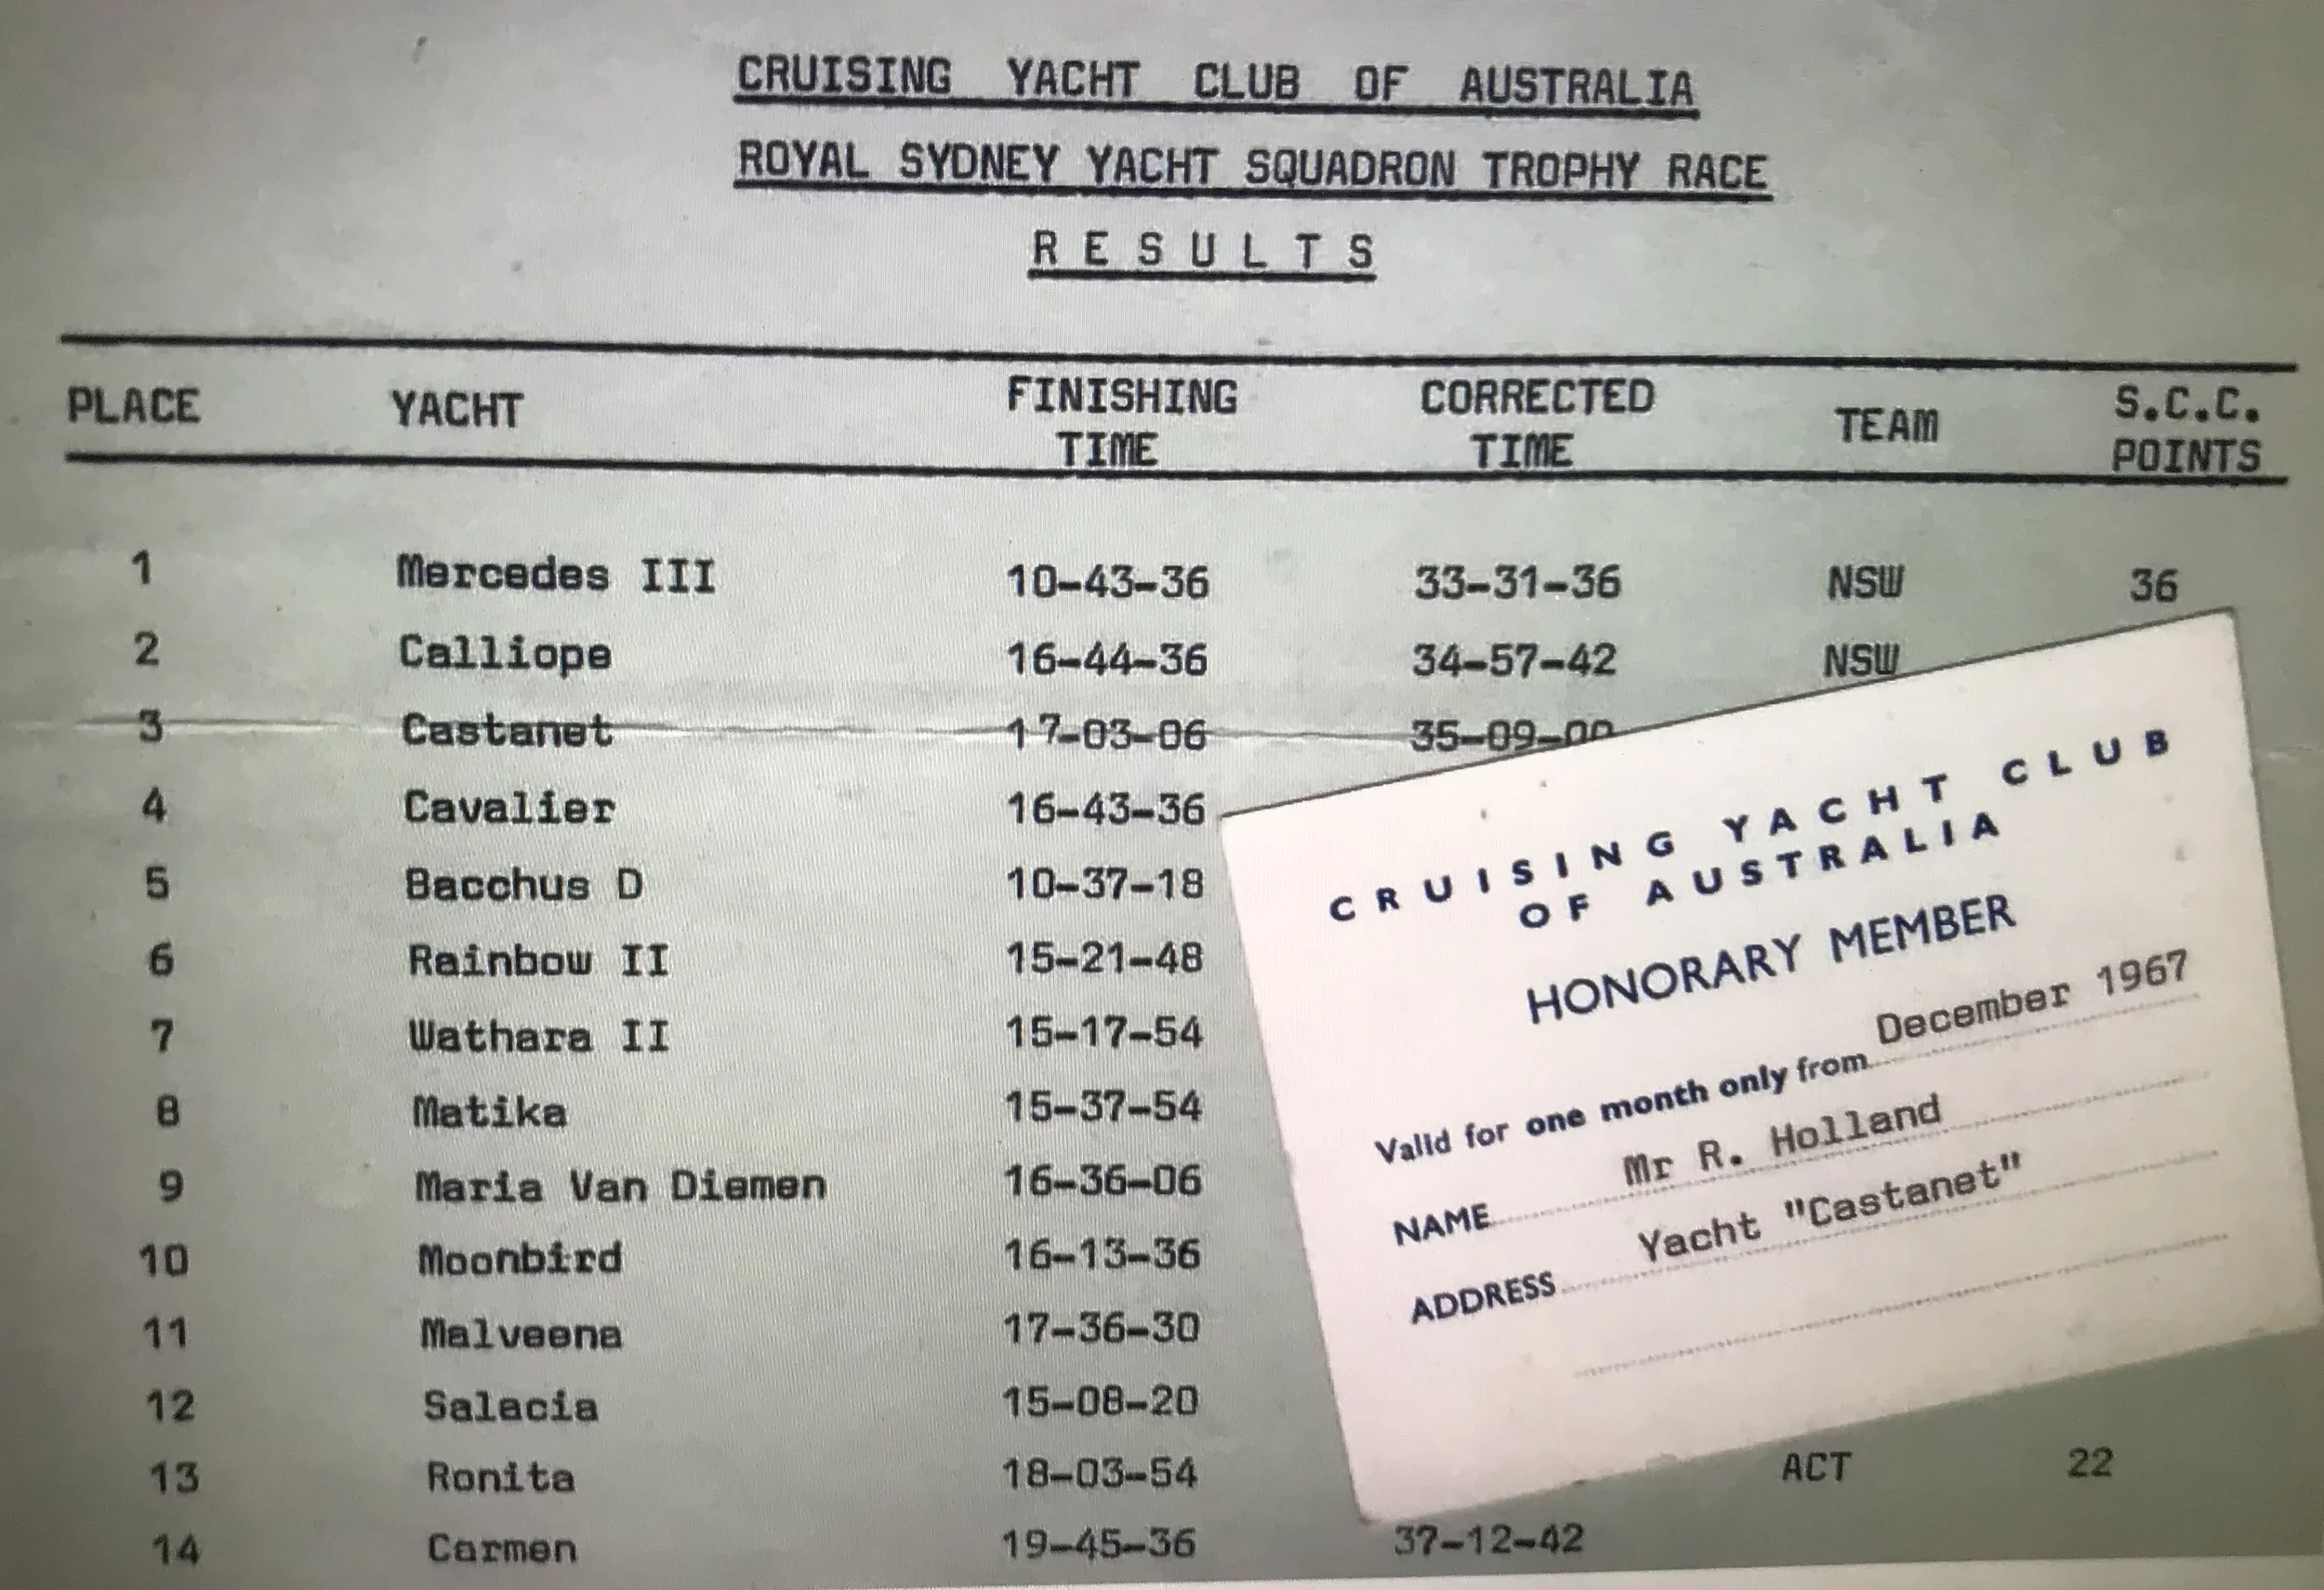 CRUISING YACHT CLUB OF AUSTRALIA
ROYAL SYDNEY YACHT SQUADRON TROPHY RACE
RESULTS
PLACE YACHT FINISHING TIME CORRECTED TIME TEAM S.C.C. POINTS
1 Mercedes III 10-43-36 33-31-36 NSW 36
2 Calliope 16-44-36 34-57-42 NSW
3 Castanet 17-03-06
4 Cavalier 16-43-36
5 Bacchus D 10-37-18
6 Rainbow II 15-21-48
7 Wathara II 15-17-54
8 Matika 15-37-54
9 Maria Van Diemen 16-36-06
10 Moonbird 16-13-36
11 Malveena 17-36-30
12 Salacia 15-08-20
13 Ronita 18-03-54 ACT 22
14 Carmen 19-45-36 37-12-42
CRUISING YACHT CLUB
OF AUSTRALIA
HONORARY MEMBER
Valid for one month only from December 1967
NAME Mr R. Holland
ADDRESS Yacht "Castanet"